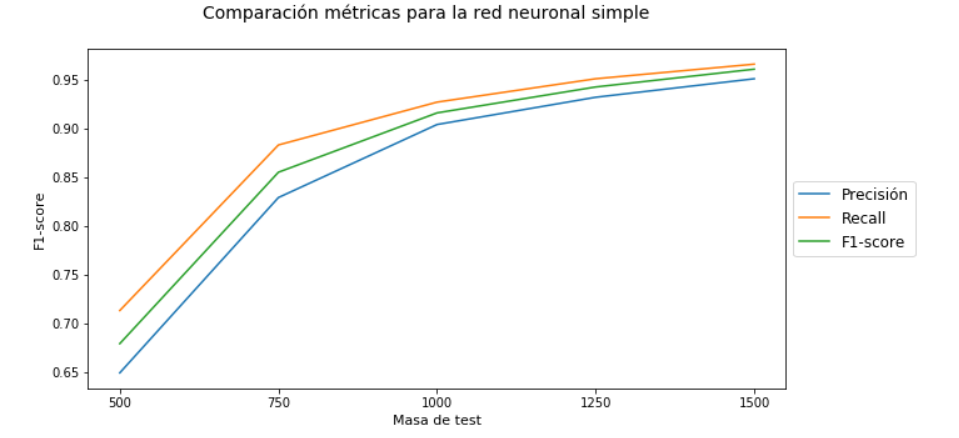 Comparación métricas para la red neuronal simple
0.95
0.90
0.85
0.80
0.75
0.70
0.65
F1-score
500 750 1000 1250 1500
Masa de test
Precisión
Recall
F1-score